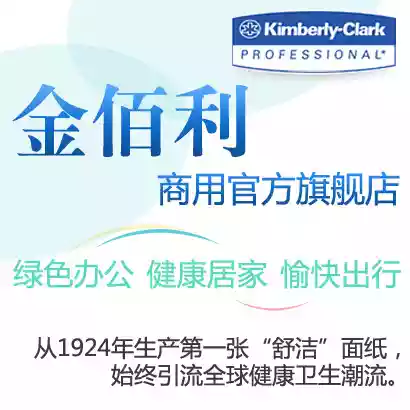 Kimberly-Clark
PROFESSIONAL*
金佰利
商用官方旗舰店
绿色办公 健康居家 愉快出行
从1924年生产第一张“舒洁”面纸，
始终引流全球健康卫生潮流。